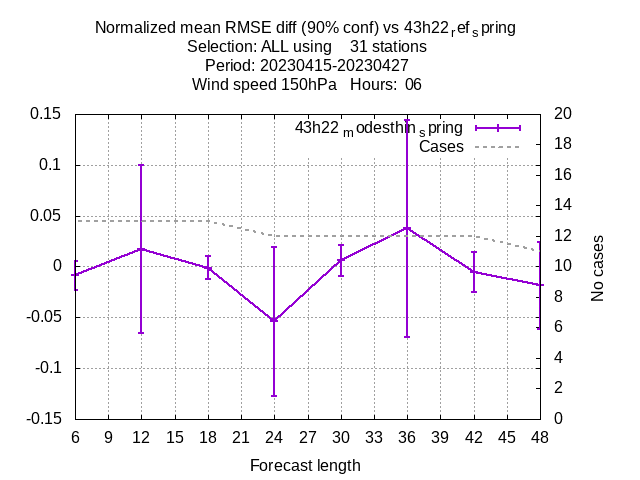 Normalized mean RMSE diff (90% conf) vs 43h22refspring
Selection: ALL using 31 stations
Period: 20230415-20230427
Wind speed 150hPa Hours: 06
0.15
0.1
0.05
0
-0.05
-0.1
-0.15
20
18
16
14
12
10
8
6
4
2
0
43h22modesthinspring
Cases
No cases
6 9 12 15 18 21 24 27 30 33 36 39 42 45 48
Forecast length